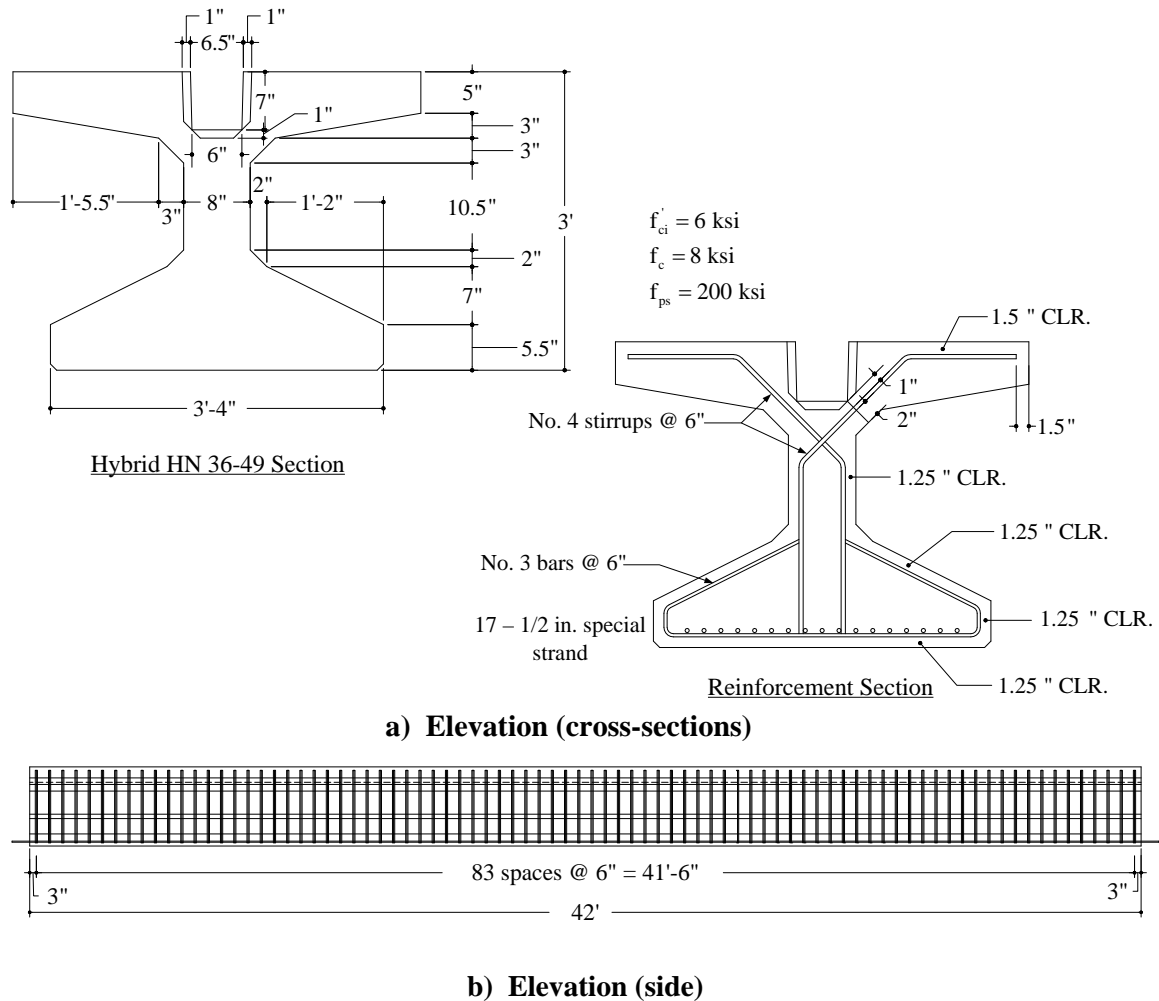 1" 1"
6.5"
7"
1"
5"
3"
3"
6"
2"
1'-5.5"
3"
8"
1'-2"
10.5"
3'
2"
7"
5.5"
3'-4"
Hybrid HN 36-49 Section
f'ci = 6 ksi
f'c = 8 ksi
fps = 200 ksi
1.5 " CLR.
1"
2"
1.5"
No. 4 stirrups @ 6"
1.25 " CLR.
1.25 " CLR.
No. 3 bars @ 6"
17 – 1/2 in. special
strand
1.25 " CLR.
1.25 " CLR.
Reinforcement Section
a) Elevation (cross-sections)
83 spaces @ 6" = 41'-6"
3"
3"
42'
b) Elevation (side)